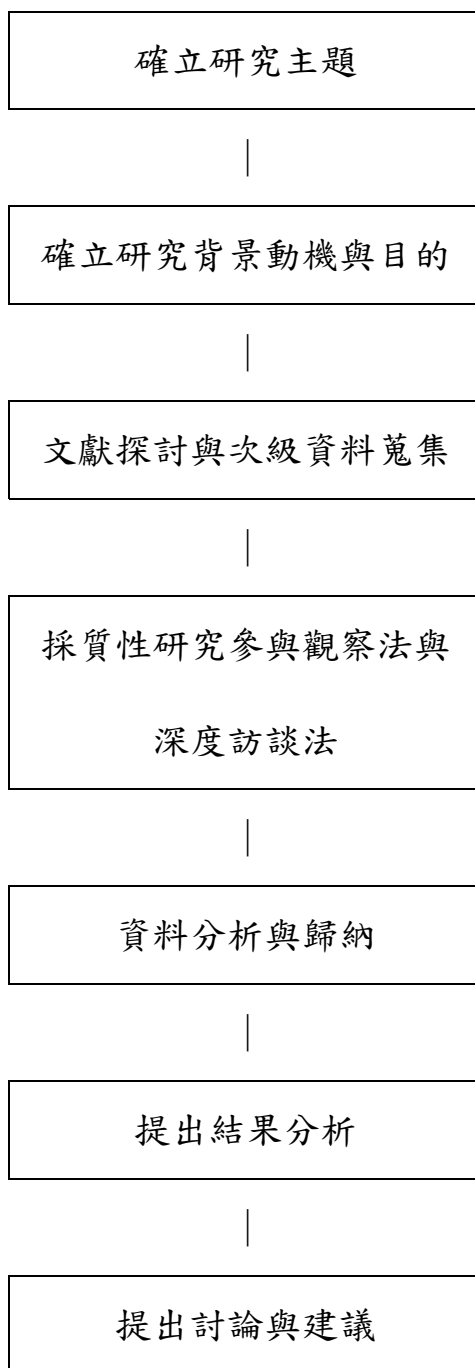 確立研究主題
確立研究背景動機與目的
文獻探討與次級資料蒐集
採質性研究參與觀察法與
深度訪談法
資料分析與歸納
提出結果分析
提出討論與建議